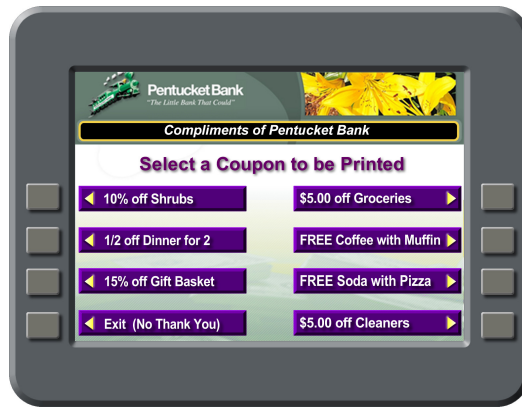 Pentucket Bank
"The Little Bank That Could"
Compliments of Pentucket Bank
Select a Coupon to be Printed
10% off Shrubs
$5.00 off Groceries
1/2 off Dinner for 2
FREE Coffee with Muffin
15% off Gift Basket
FREE Soda with Pizza
Exit (No Thank You)
$5.00 off Cleaners